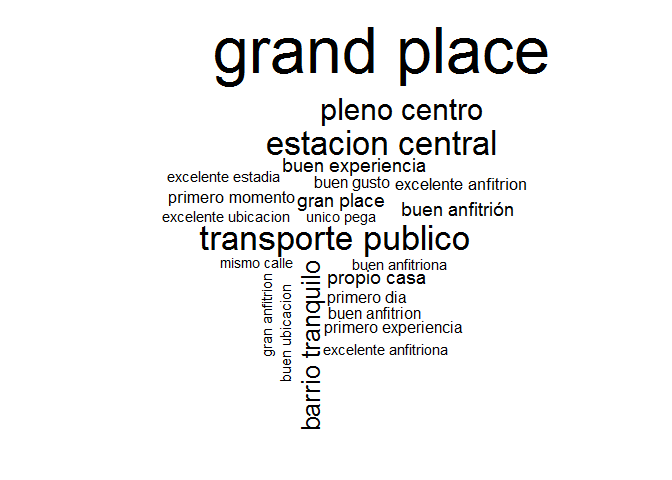 grand place
pleno centro
estacion central
buen experiencia
excelente estadia
buen gusto
excelente anfitrion
primero momento
gran place
buen anfitrión
excelente ubicacion
unico pega
transporte publico
mismo calle
buen anfitriona
propio casa
primero dia
buen anfitrion
primero experiencia
excelente anfitriona
gran anfitrion
buen ubicacion
barrio tranquilo